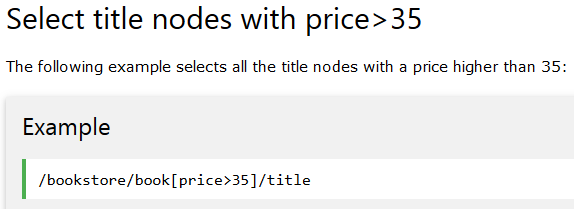 Select title nodes with price>35
The following example selects all the title nodes with a price higher than 35:
Example
/bookstore/book[price>35]/title